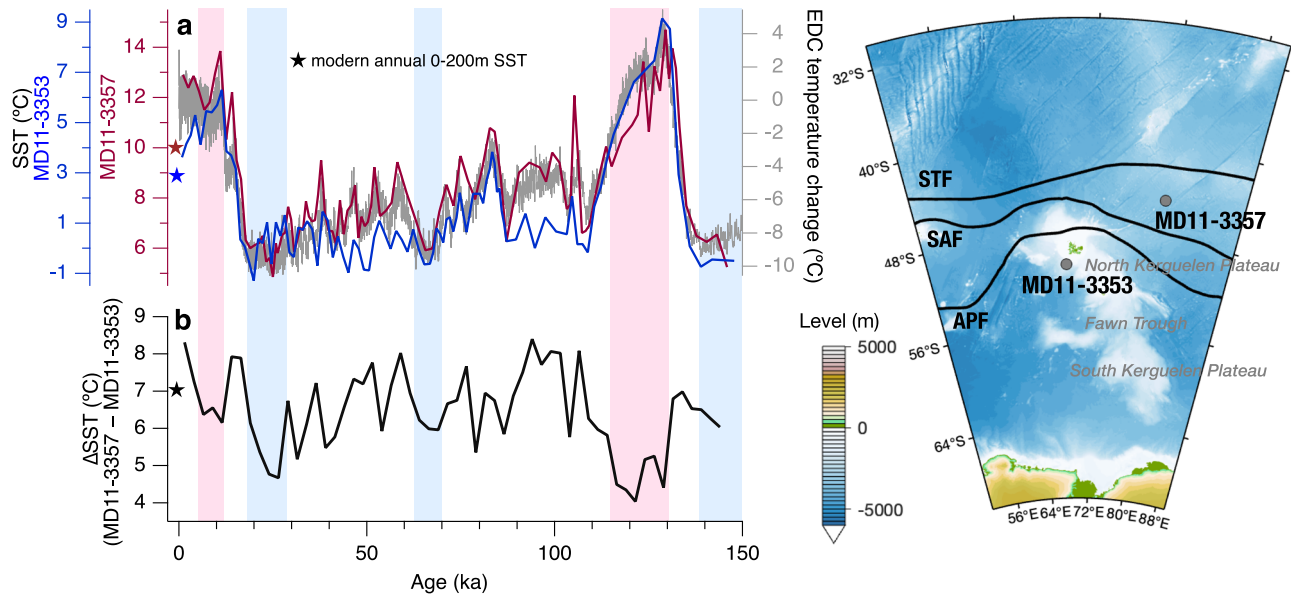 a
★ modern annual 0-200m SST
SST (ºC)
MD11-3353
MD11-3357
9
7
5
3
1
-1
14
12
10
8
6
4
2
0
-2
-4
-6
-8
-10
EDC temperature change (ºC)
b
ΔSST (ºC)
(MD11-3357 – MD11-3353)
9
8
7
6
5
4
0
50
100
150
Age (ka)
32°S
40°S
48°S
56°S
64°S
STF
SAF
APF
MD11-3357
North Kerguelen Plateau
MD11-3353
Fawn Trough
South Kerguelen Plateau
56°E 64°E 72°E 80°E 88°E
Level (m)
5000
0
-5000